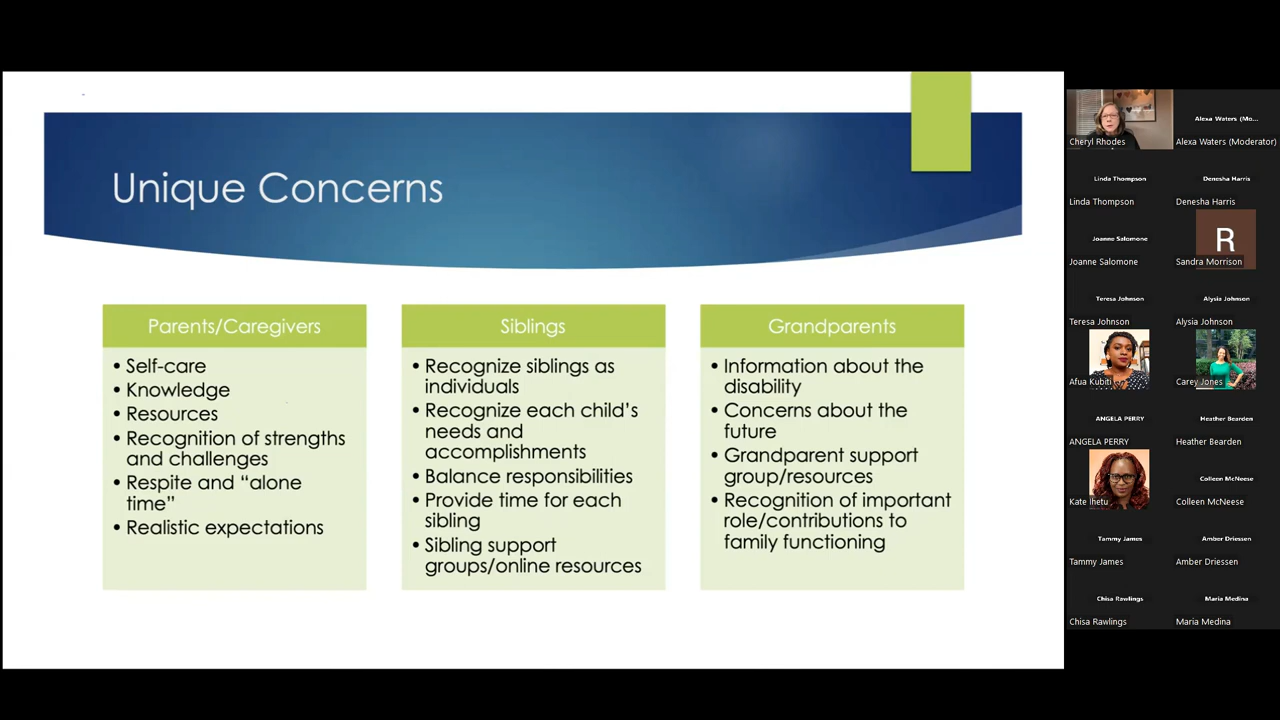 Unique Concerns
Parents/Caregivers
• Self-care
• Knowledge
• Resources
• Recognition of strengths
and challenges
• Respite and “alone
time”
• Realistic expectations
Siblings
• Recognize siblings as
individuals
• Recognize each child’s
needs and
accomplishments
• Balance responsibilities
• Provide time for each
sibling
• Sibling support
groups/online resources
Grandparents
• Information about the
disability
• Concerns about the
future
• Grandparent support
group/resources
• Recognition of important
role/contributions to
family functioning
Cheryl Rhodes
Alexa Waters (Mo...
Alexa Waters (Moderator)
Linda Thompson
Linda Thompson
Denesha Harris
Denesha Harris
Joanne Salomone
Joanne Salomone
R
Sandra Morrison
Teresa Johnson
Teresa Johnson
Alysia Johnson
Alysia Johnson
Afua Kubiti
Carey Jones
ANGELA PERRY
ANGELA PERRY
Heather Bearden
Heather Bearden
Kate Ihetu
Colleen McNeese
Colleen McNeese
Tammy James
Tammy James
Amber Driessen
Amber Driessen
Chisa Rawlings
Chisa Rawlings
Maria Medina
Maria Medina